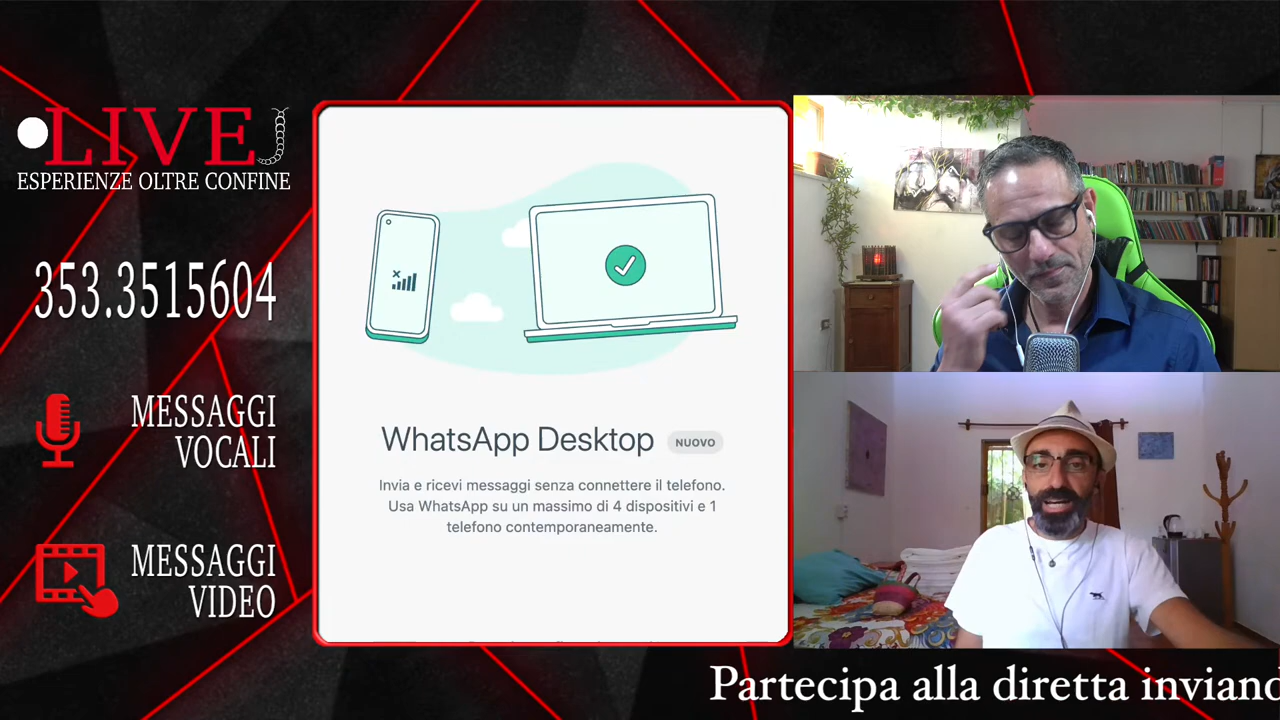 LIVE
ESPERIENZE OLTRE CONFINE
353.3515604
MESSAGGI
VOCALI
MESSAGGI
VIDEO
WhatsApp Desktop NUOVO
Invia e ricevi messaggi senza connettere il telefono.
Usa WhatsApp su un massimo di 4 dispositivi e 1
telefono contemporaneamente.
Partecipa alla diretta inviand